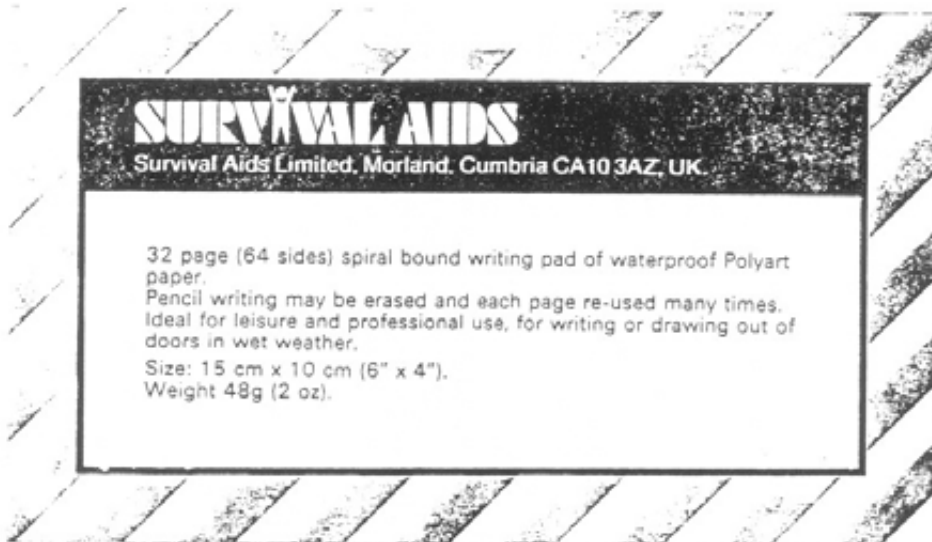 SURVIVAL AIDS
Survival Aids Limited, Morland, Cumbria CA10 3AZ, UK.
32 page (64 sides) spiral bound writing pad of waterproof Polyart
paper.
Pencil writing may be erased and each page re-used many times.
Ideal for leisure and professional use, for writing or drawing out of
doors in wet weather.
Size: 15 cm x 10 cm (6" x 4").
Weight 48g (2 oz).